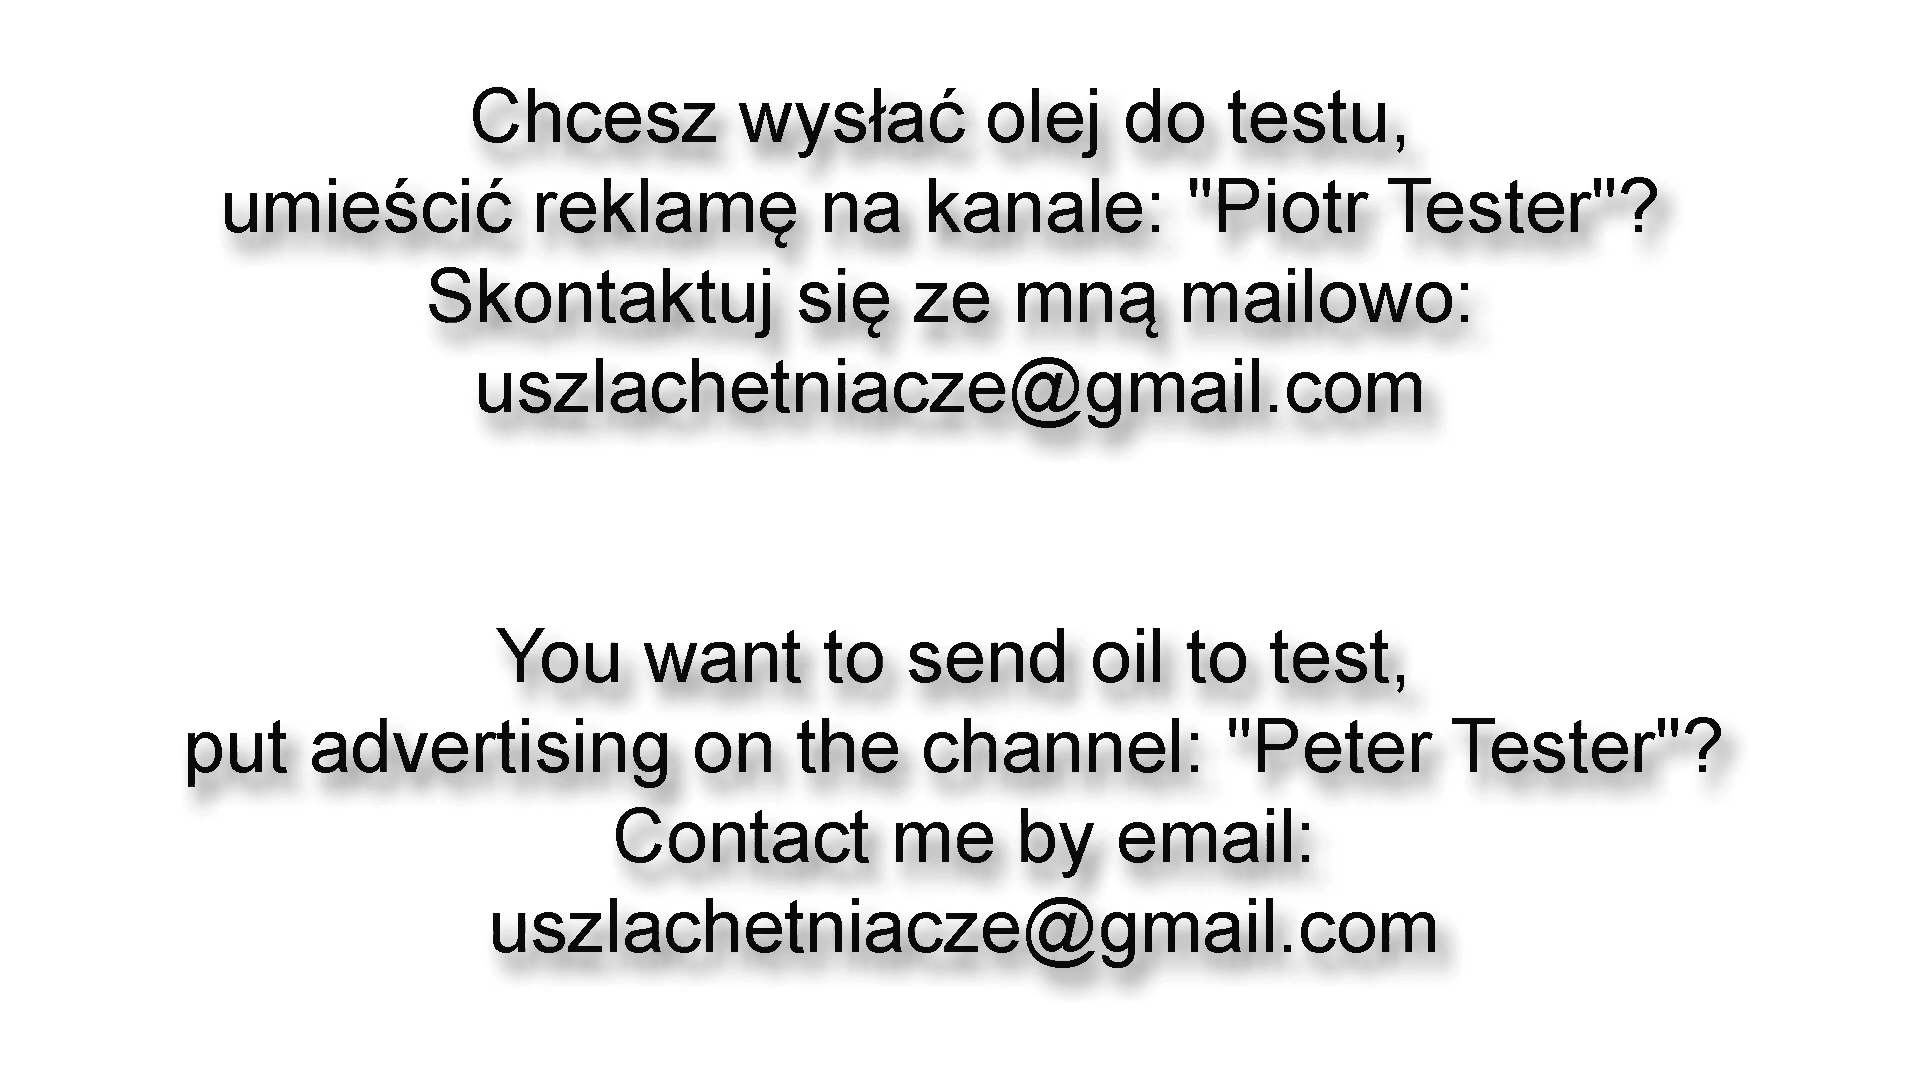 Chcesz wysłać olej do testu,
umieścić reklamę na kanale: "Piotr Tester"?
Skontaktuj się ze mną mailowo:
uszlachetniacze@gmail.com
You want to send oil to test,
put advertising on the channel: "Peter Tester"?
Contact me by email:
uszlachetniacze@gmail.com